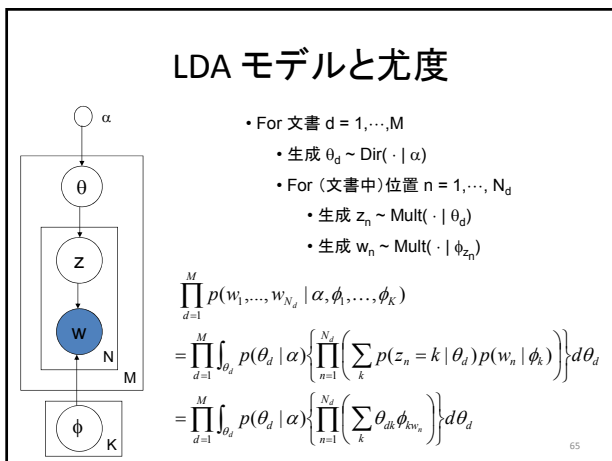 LDA モデルと尤度
α
θ
z
w
N
M
ϕ
K
• For 文書 d = 1,⋯,M
• 生成 θ_d ~ Dir( · | α)
• For （文書中）位置 n = 1,⋯, N_d
• 生成 z_n ~ Mult( · | θ_d)
• 生成 w_n ~ Mult( · | ϕ_{z_n})
∏_{d=1}^{M} p(w_1,...,w_{N_d} | α,ϕ_1,…,ϕ_K)
= ∏_{d=1}^{M} ∫_{θ_d} p(θ_d | α){∏_{n=1}^{N_d}(∑_k p(z_n = k | θ_d) p(w_n | ϕ_k))}dθ_d
= ∏_{d=1}^{M} ∫_{θ_d} p(θ_d | α){∏_{n=1}^{N_d}(∑_k θ_{dk}ϕ_{kw_n})}dθ_d
65